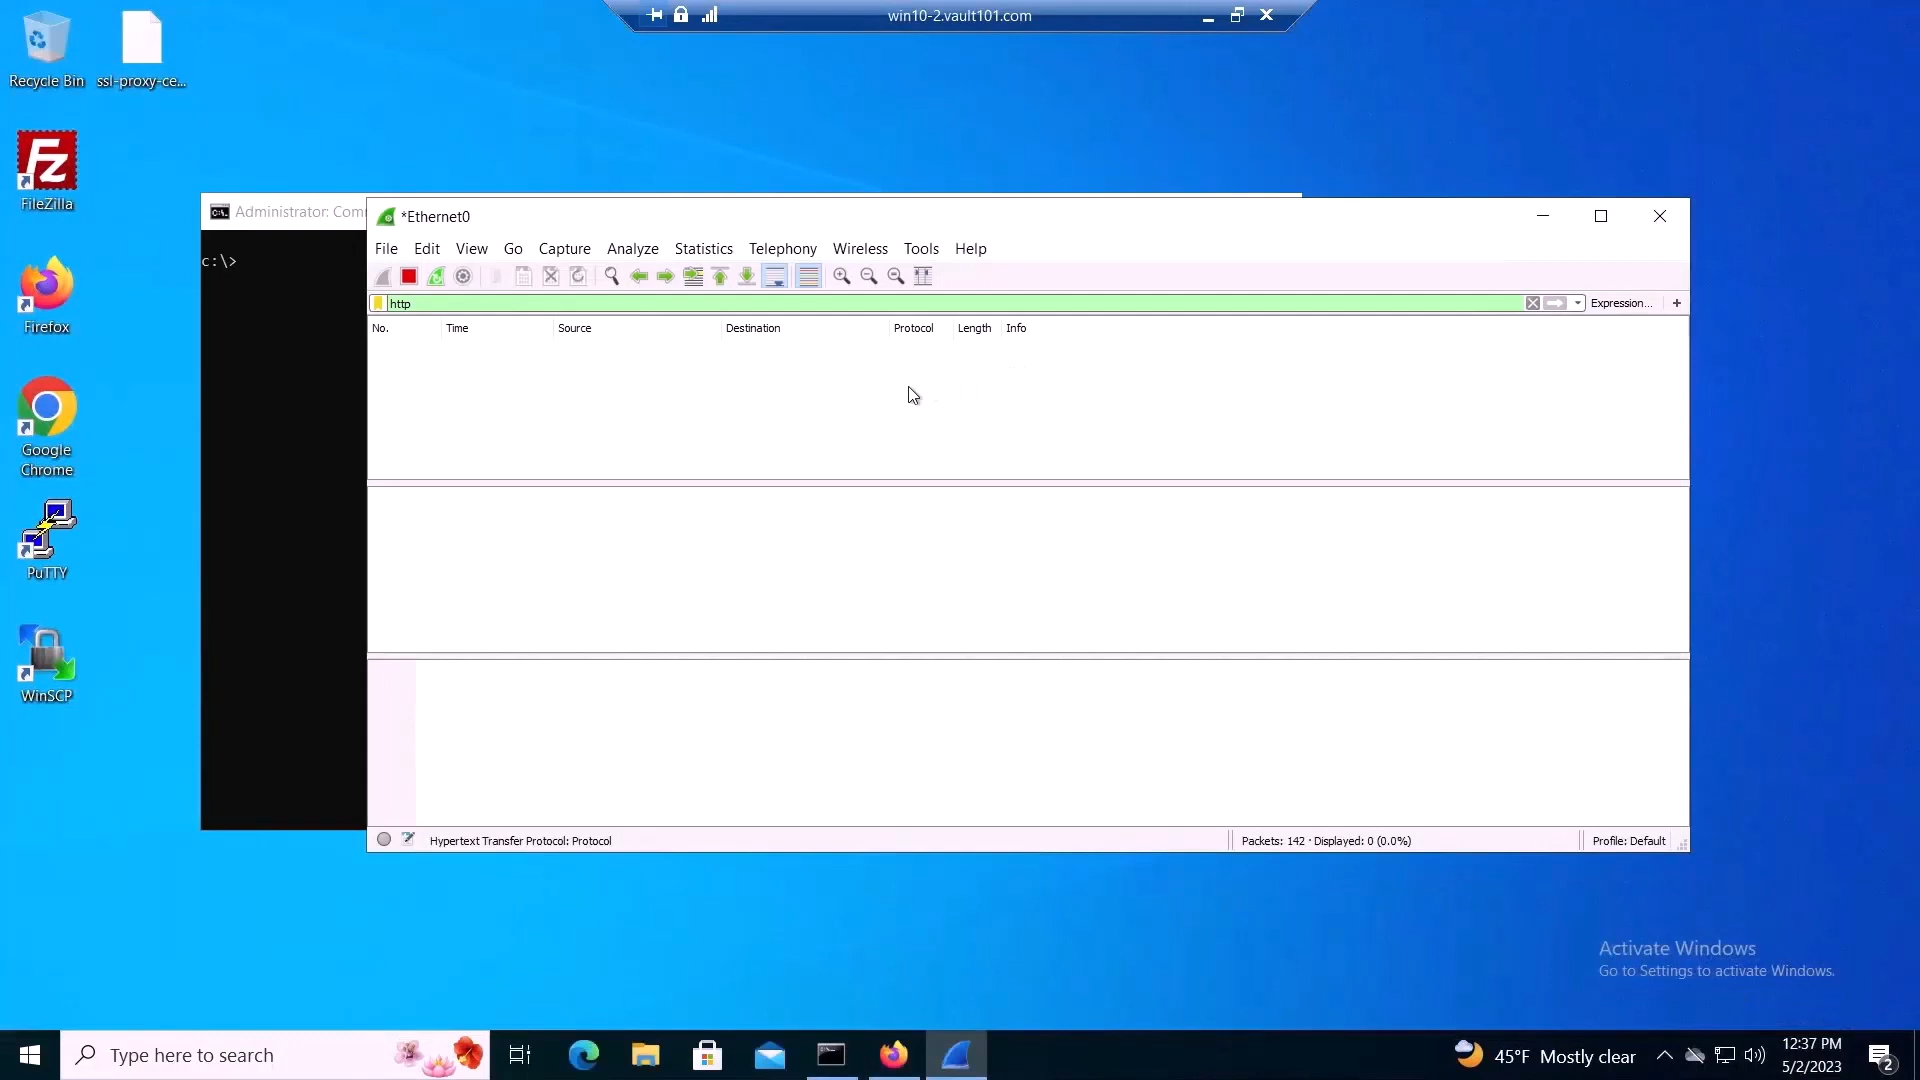 win10-2.vault101.com
Recycle Bin
ssl-proxy-ce...
FileZilla
Firefox
Google
Chrome
PuTTY
WinSCP
Administrator: Com
c:\>
*Ethernet0
File Edit View Go Capture Analyze Statistics Telephony Wireless Tools Help
http
Expression... +
No. Time Source Destination Protocol Length Info
Hypertext Transfer Protocol: Protocol
Packets: 142 · Displayed: 0 (0.0%)
Profile: Default
Activate Windows
Go to Settings to activate Windows.
Type here to search
45°F Mostly clear
12:37 PM
5/2/2023
2